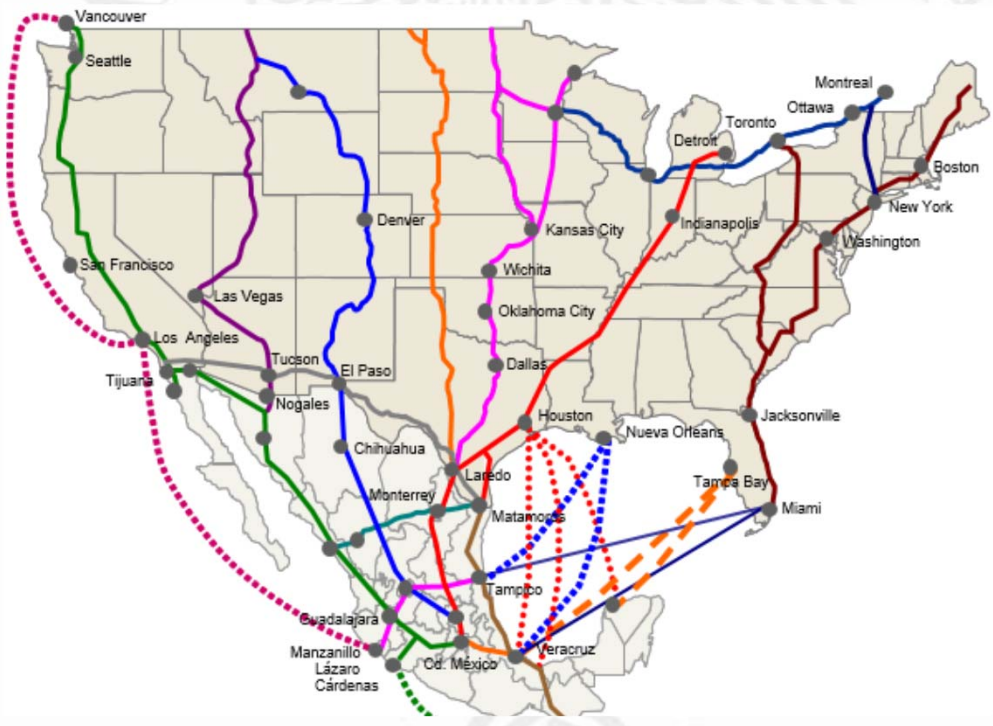 Vancouver
Seattle
Montreal
Ottawa
Toronto
Detroit
Boston
New York
Denver
Indianapolis
Kansas City
Washington
San Francisco
Wichita
Las Vegas
Oklahoma City
Los Angeles
Tucson
Dallas
El Paso
Tijuana
Nogales
Houston
Jacksonville
Nueva Orleans
Chihuahua
Laredo
Tampa Bay
Monterrey
Matamoros
Miami
Tampico
Guadalajara
Manzanillo
Veracruz
Lázaro
Cárdenas
Cd. México